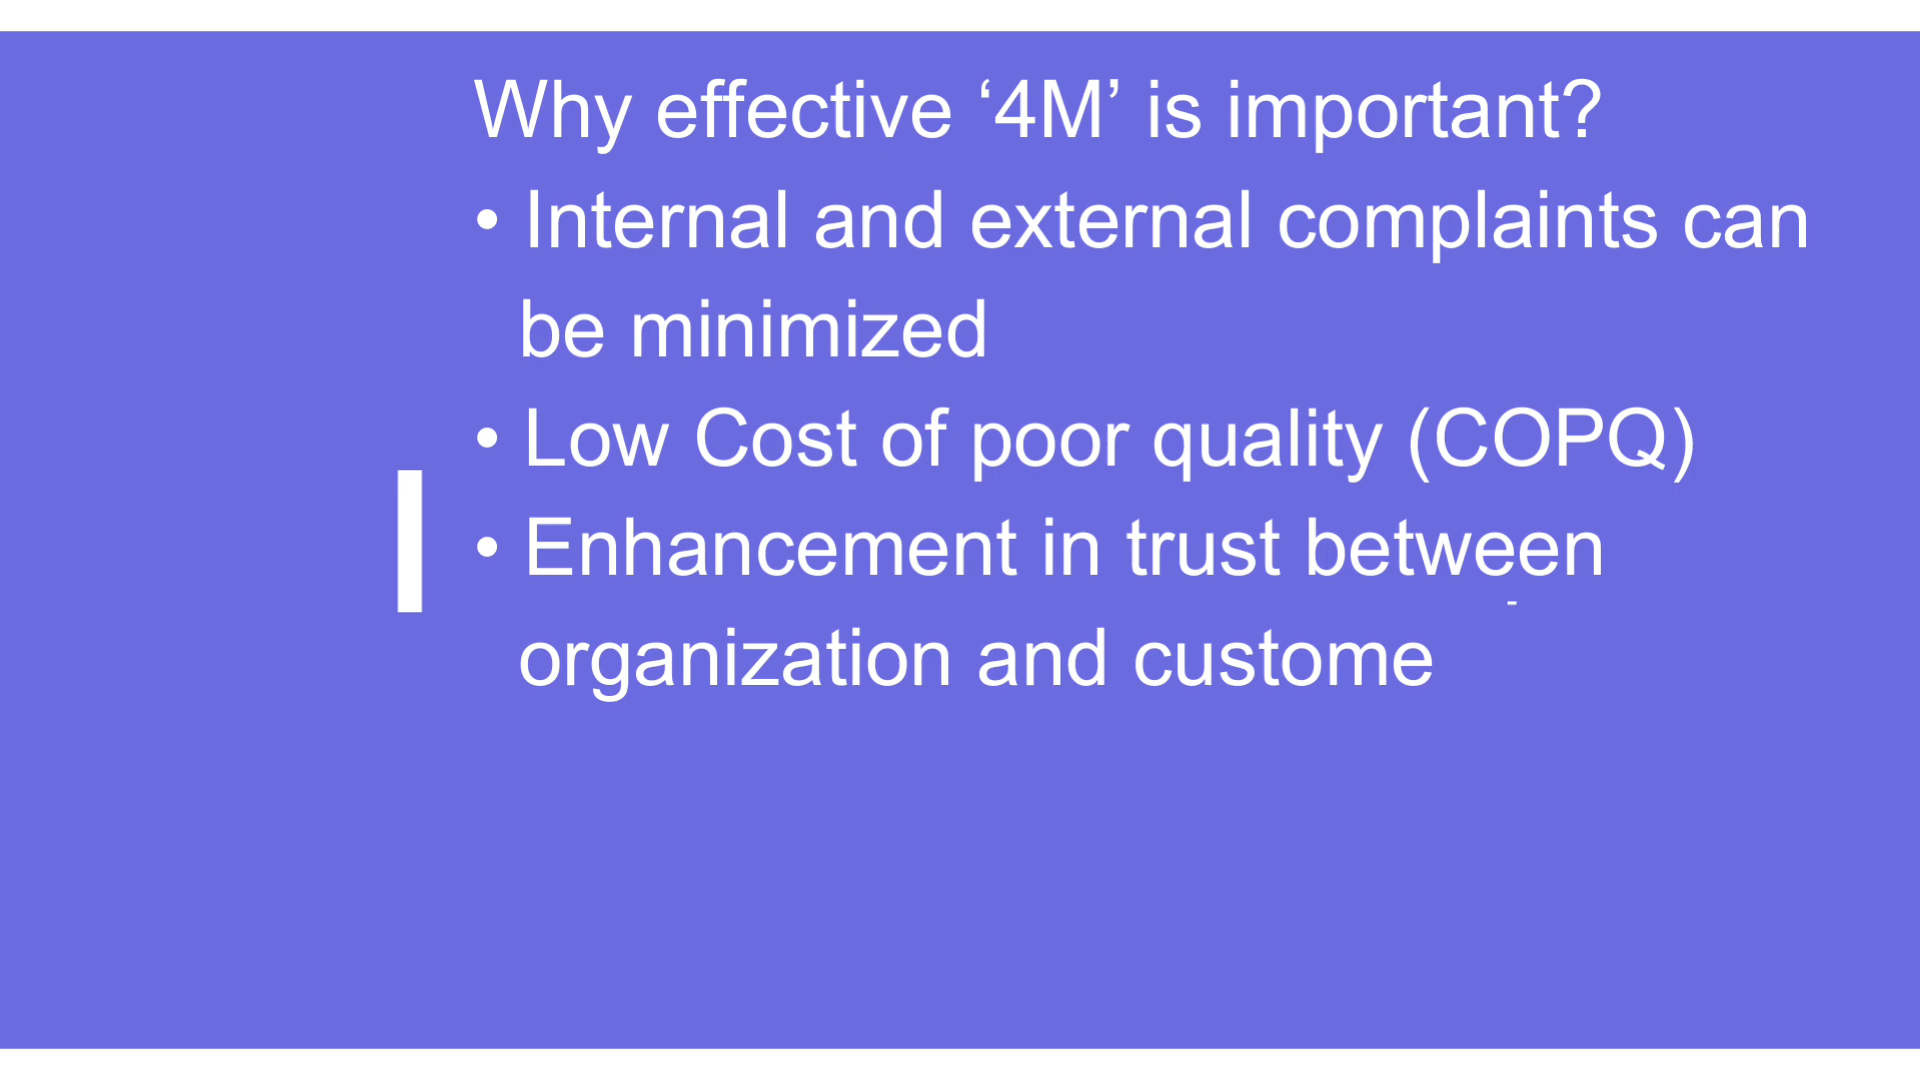 Why effective ‘4M’ is important?
• Internal and external complaints can
be minimized
• Low Cost of poor quality (COPQ)
• Enhancement in trust between
organization and custome